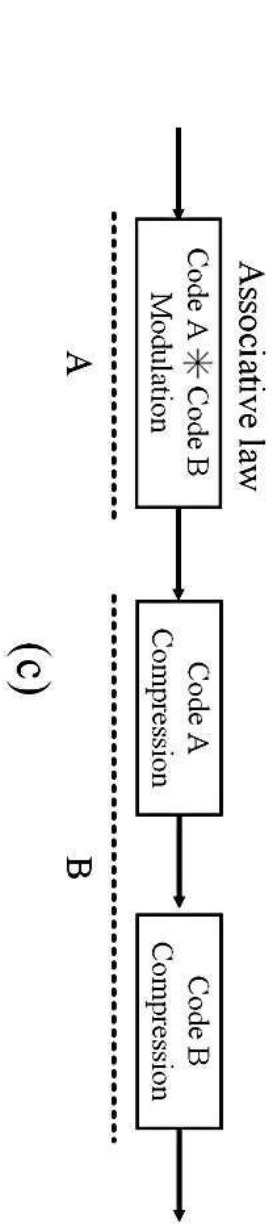 Associative law
Code A ∗ Code B
Modulation
Code A
Compression
Code B
Compression
A
B
(c)